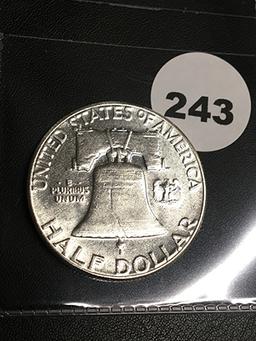 243
UNITED STATES OF AMERICA
E
PLURIBUS
UNUM
HALF DOLLAR